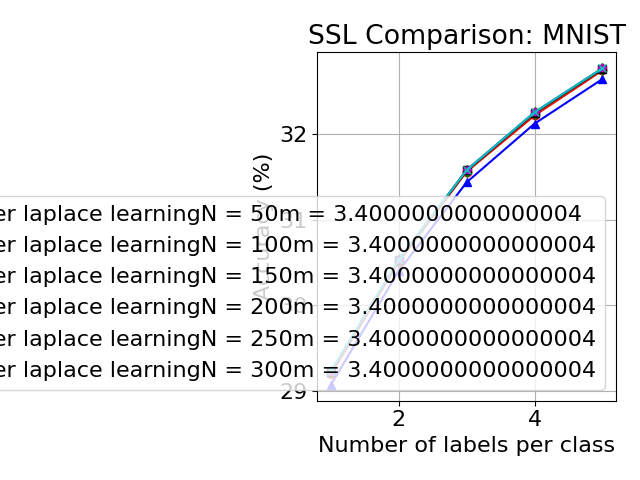 SSL Comparison: MNIST
32
31
30
29
Accuracy (%)
er laplace learningN = 50m = 3.4000000000000004
er laplace learningN = 100m = 3.4000000000000004
er laplace learningN = 150m = 3.4000000000000004
er laplace learningN = 200m = 3.4000000000000004
er laplace learningN = 250m = 3.4000000000000004
er laplace learningN = 300m = 3.4000000000000004
2 4
Number of labels per class